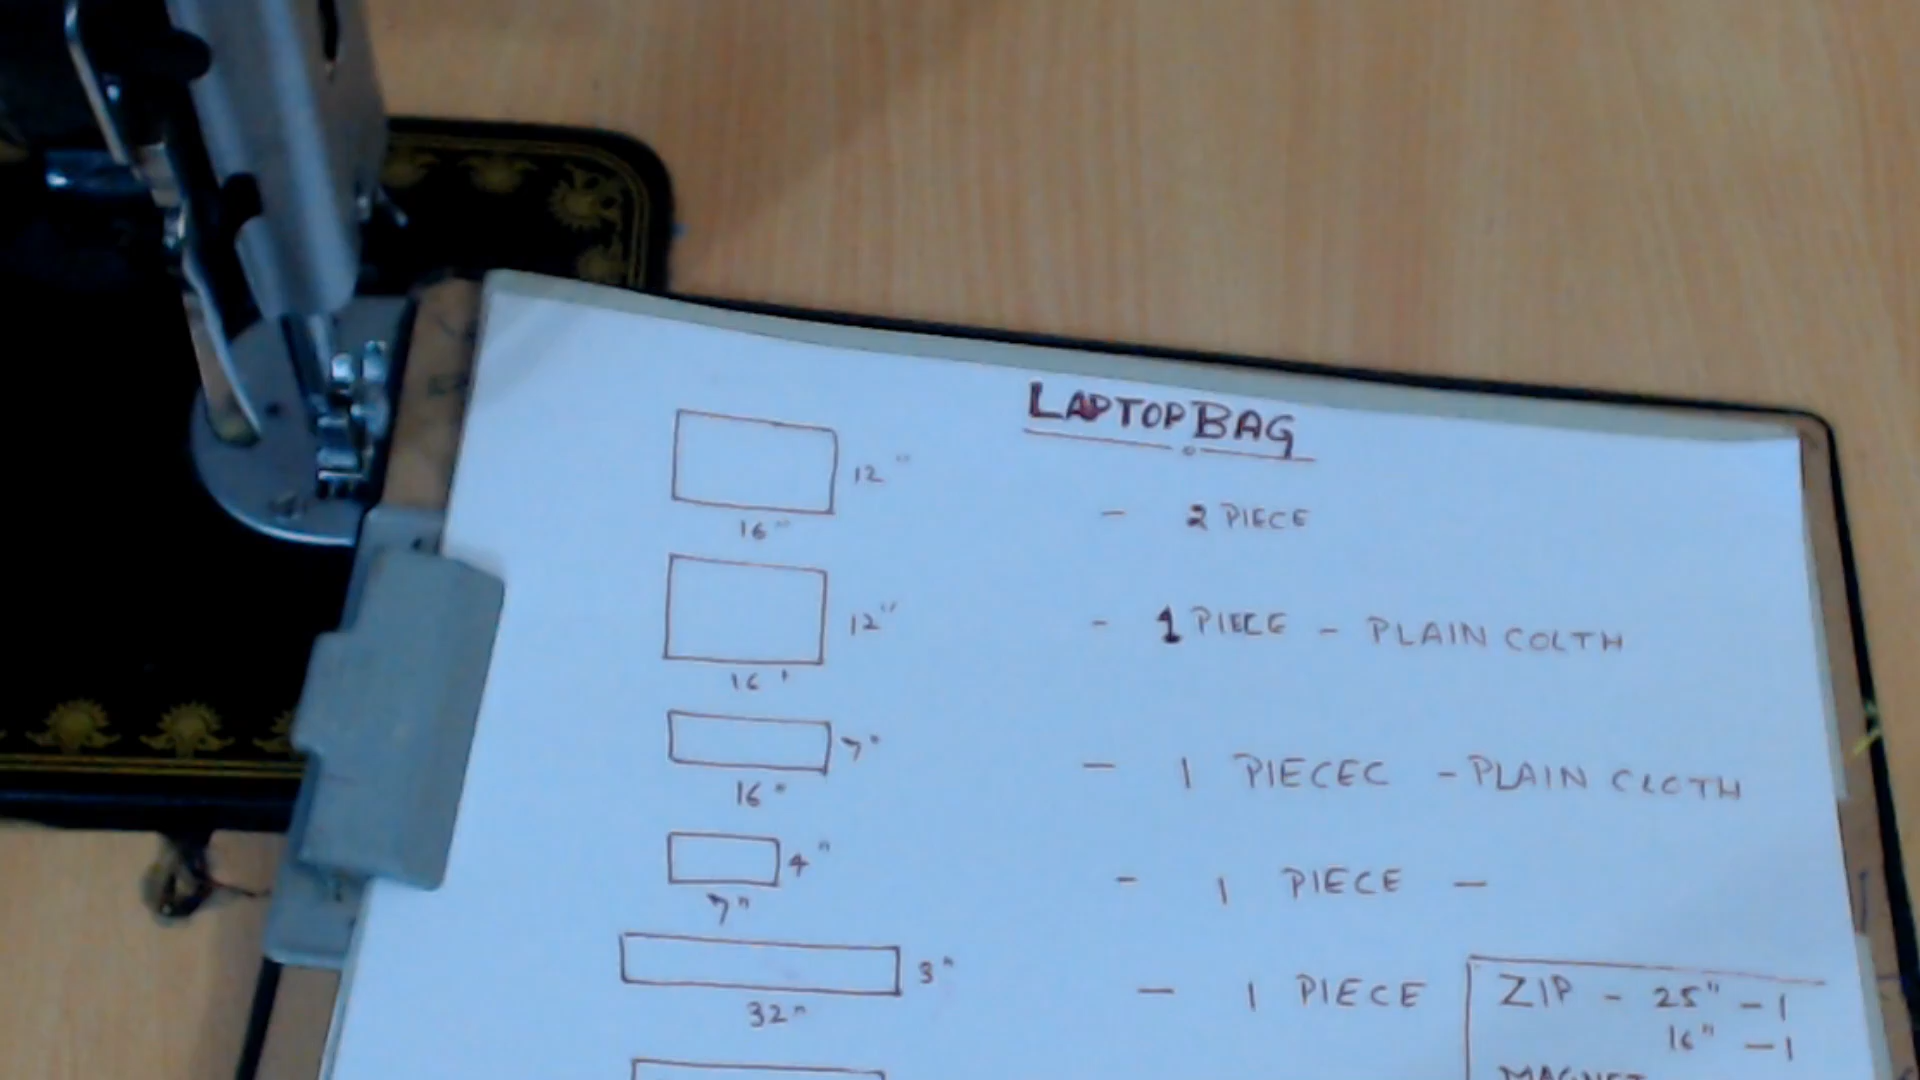 LAPTOP BAG
12"
16"
- 2 PIECE
12"
16'
- 1 PIECE - PLAIN COLTH
7"
16"
- 1 PIECEC - PLAIN CLOTH
4"
7"
- 1 PIECE -
3"
32"
- 1 PIECE
ZIP - 25" - 1
16" - 1
MAGNET